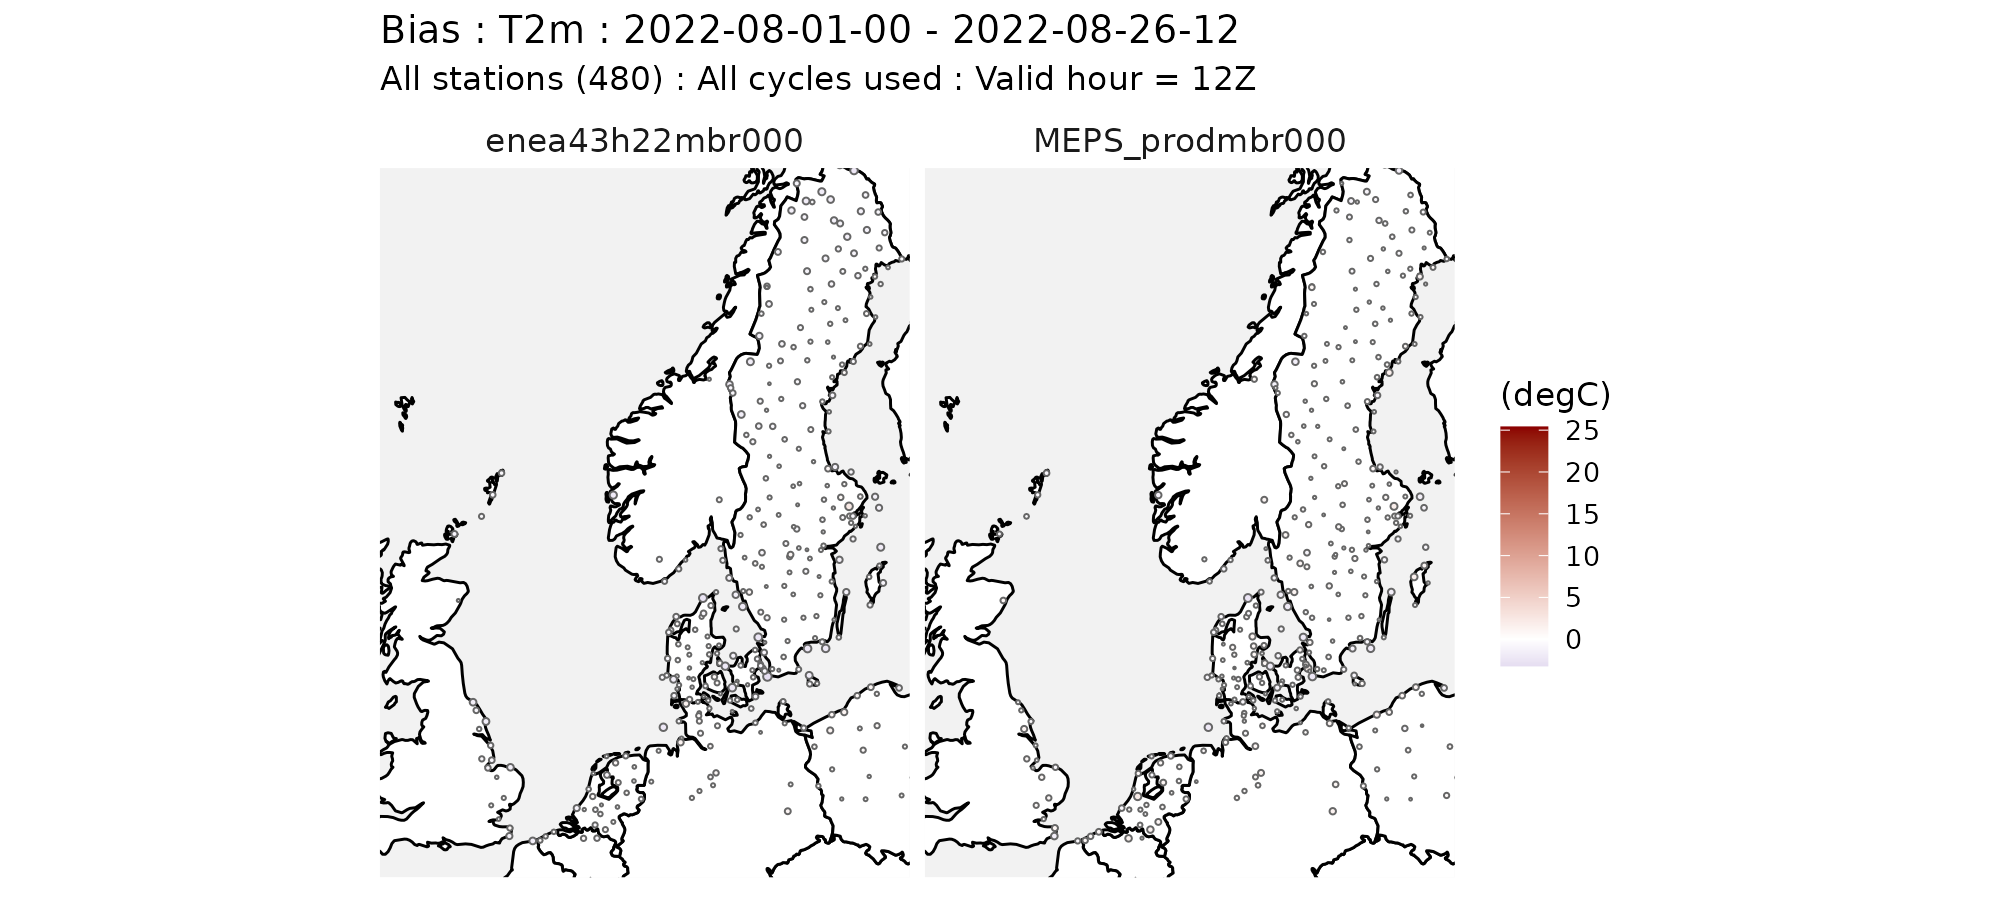 Bias : T2m : 2022-08-01-00 - 2022-08-26-12
All stations (480) : All cycles used : Valid hour = 12Z
enea43h22mbr000
MEPS_prodmbr000
(degC)
25
20
15
10
5
0